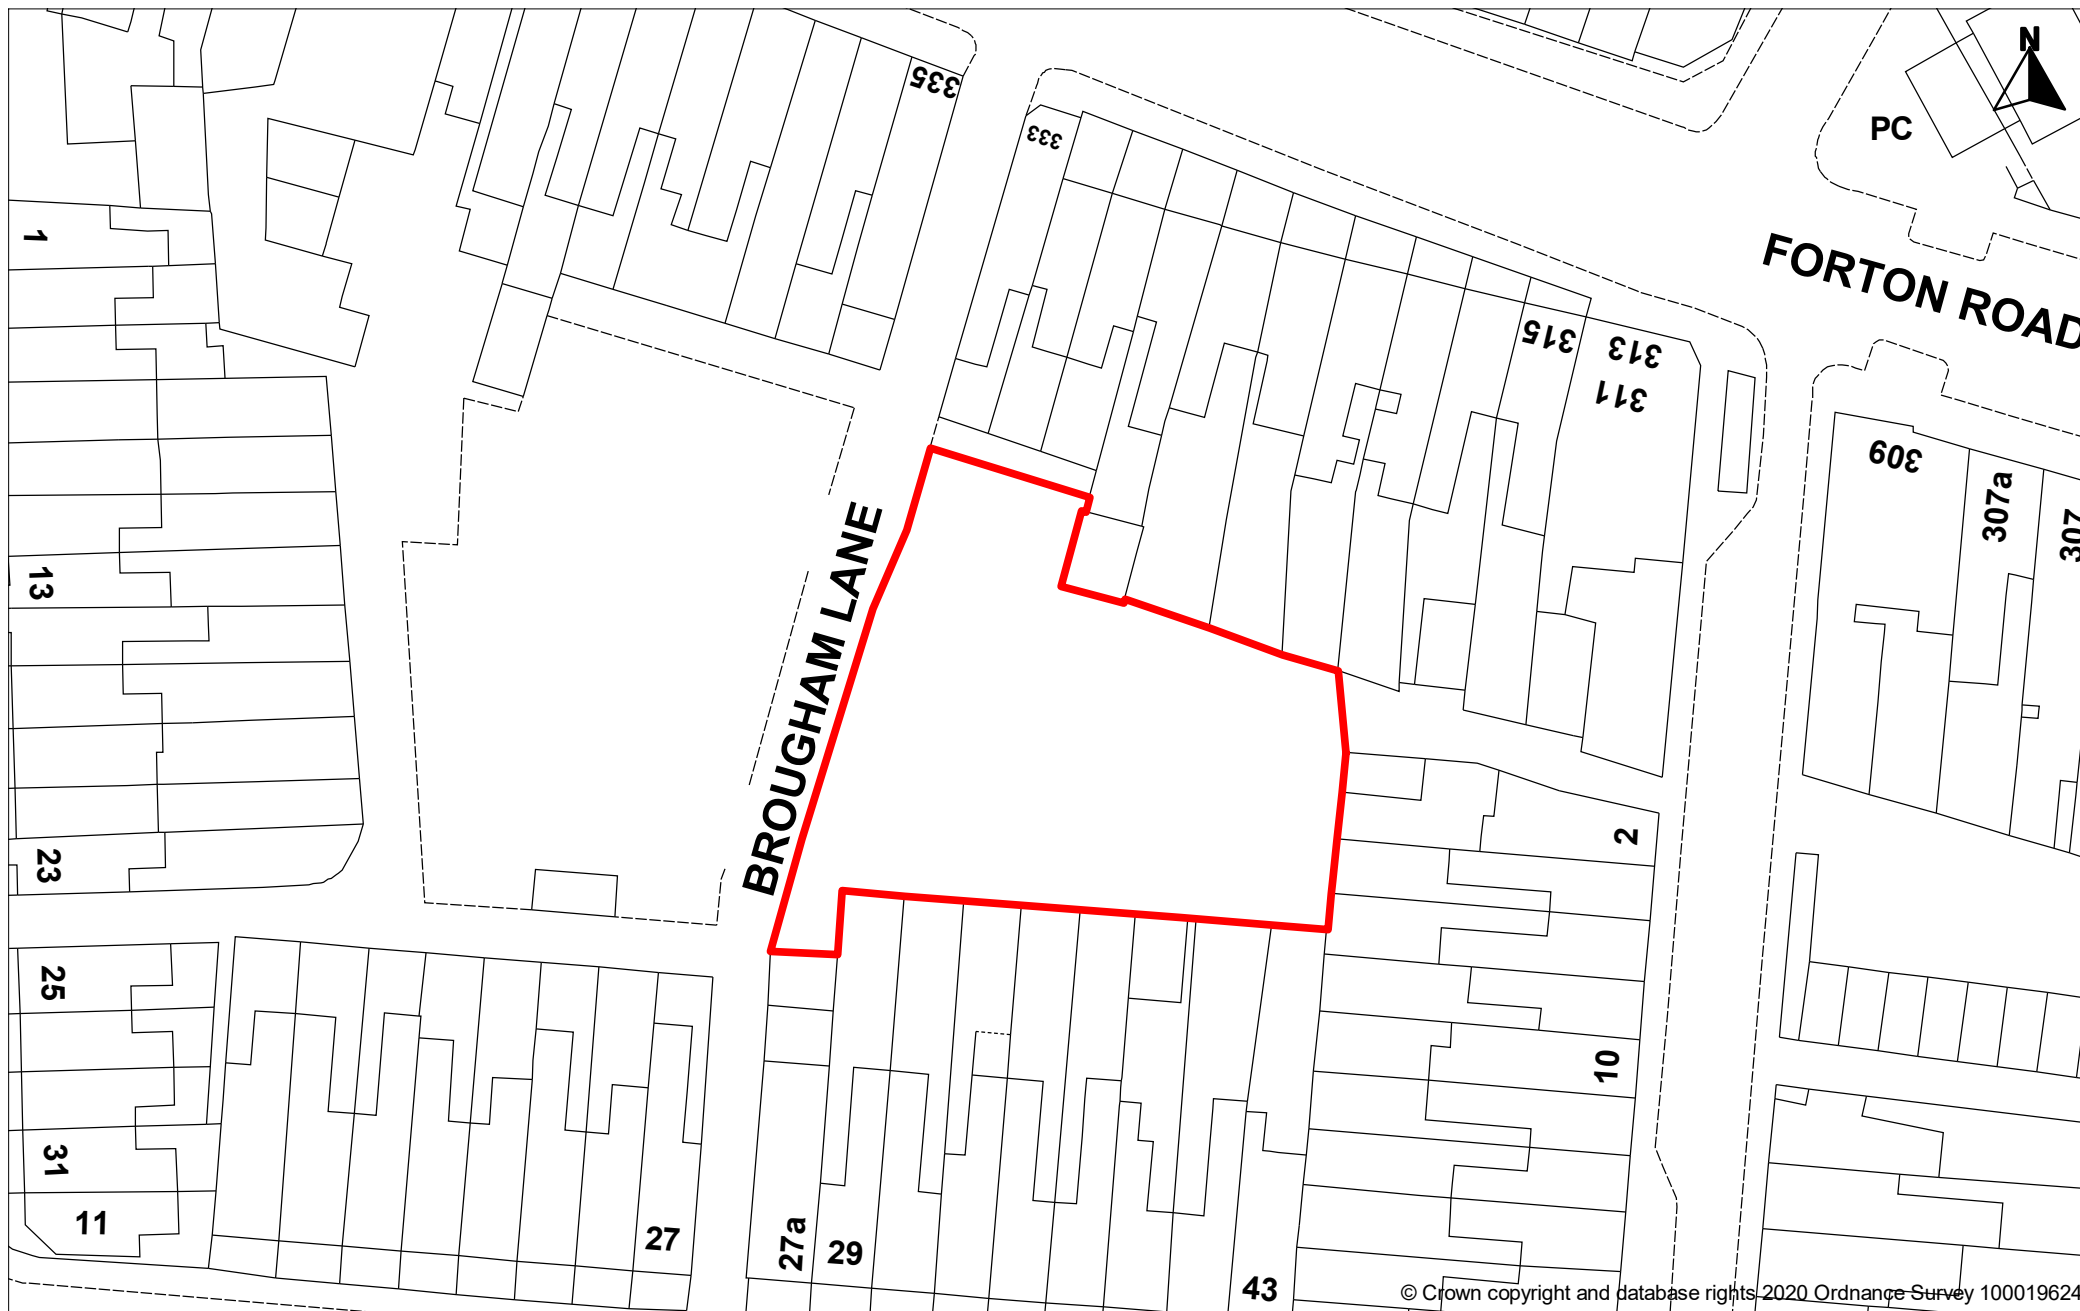 N
335
333
PC
1
FORTON ROAD
315
313
311
309
307a
307
13
BROUGHAM LANE
23
2
25
10
31
11
27
27a
29
43
© Crown copyright and database rights 2020 Ordnance Survey 100019624